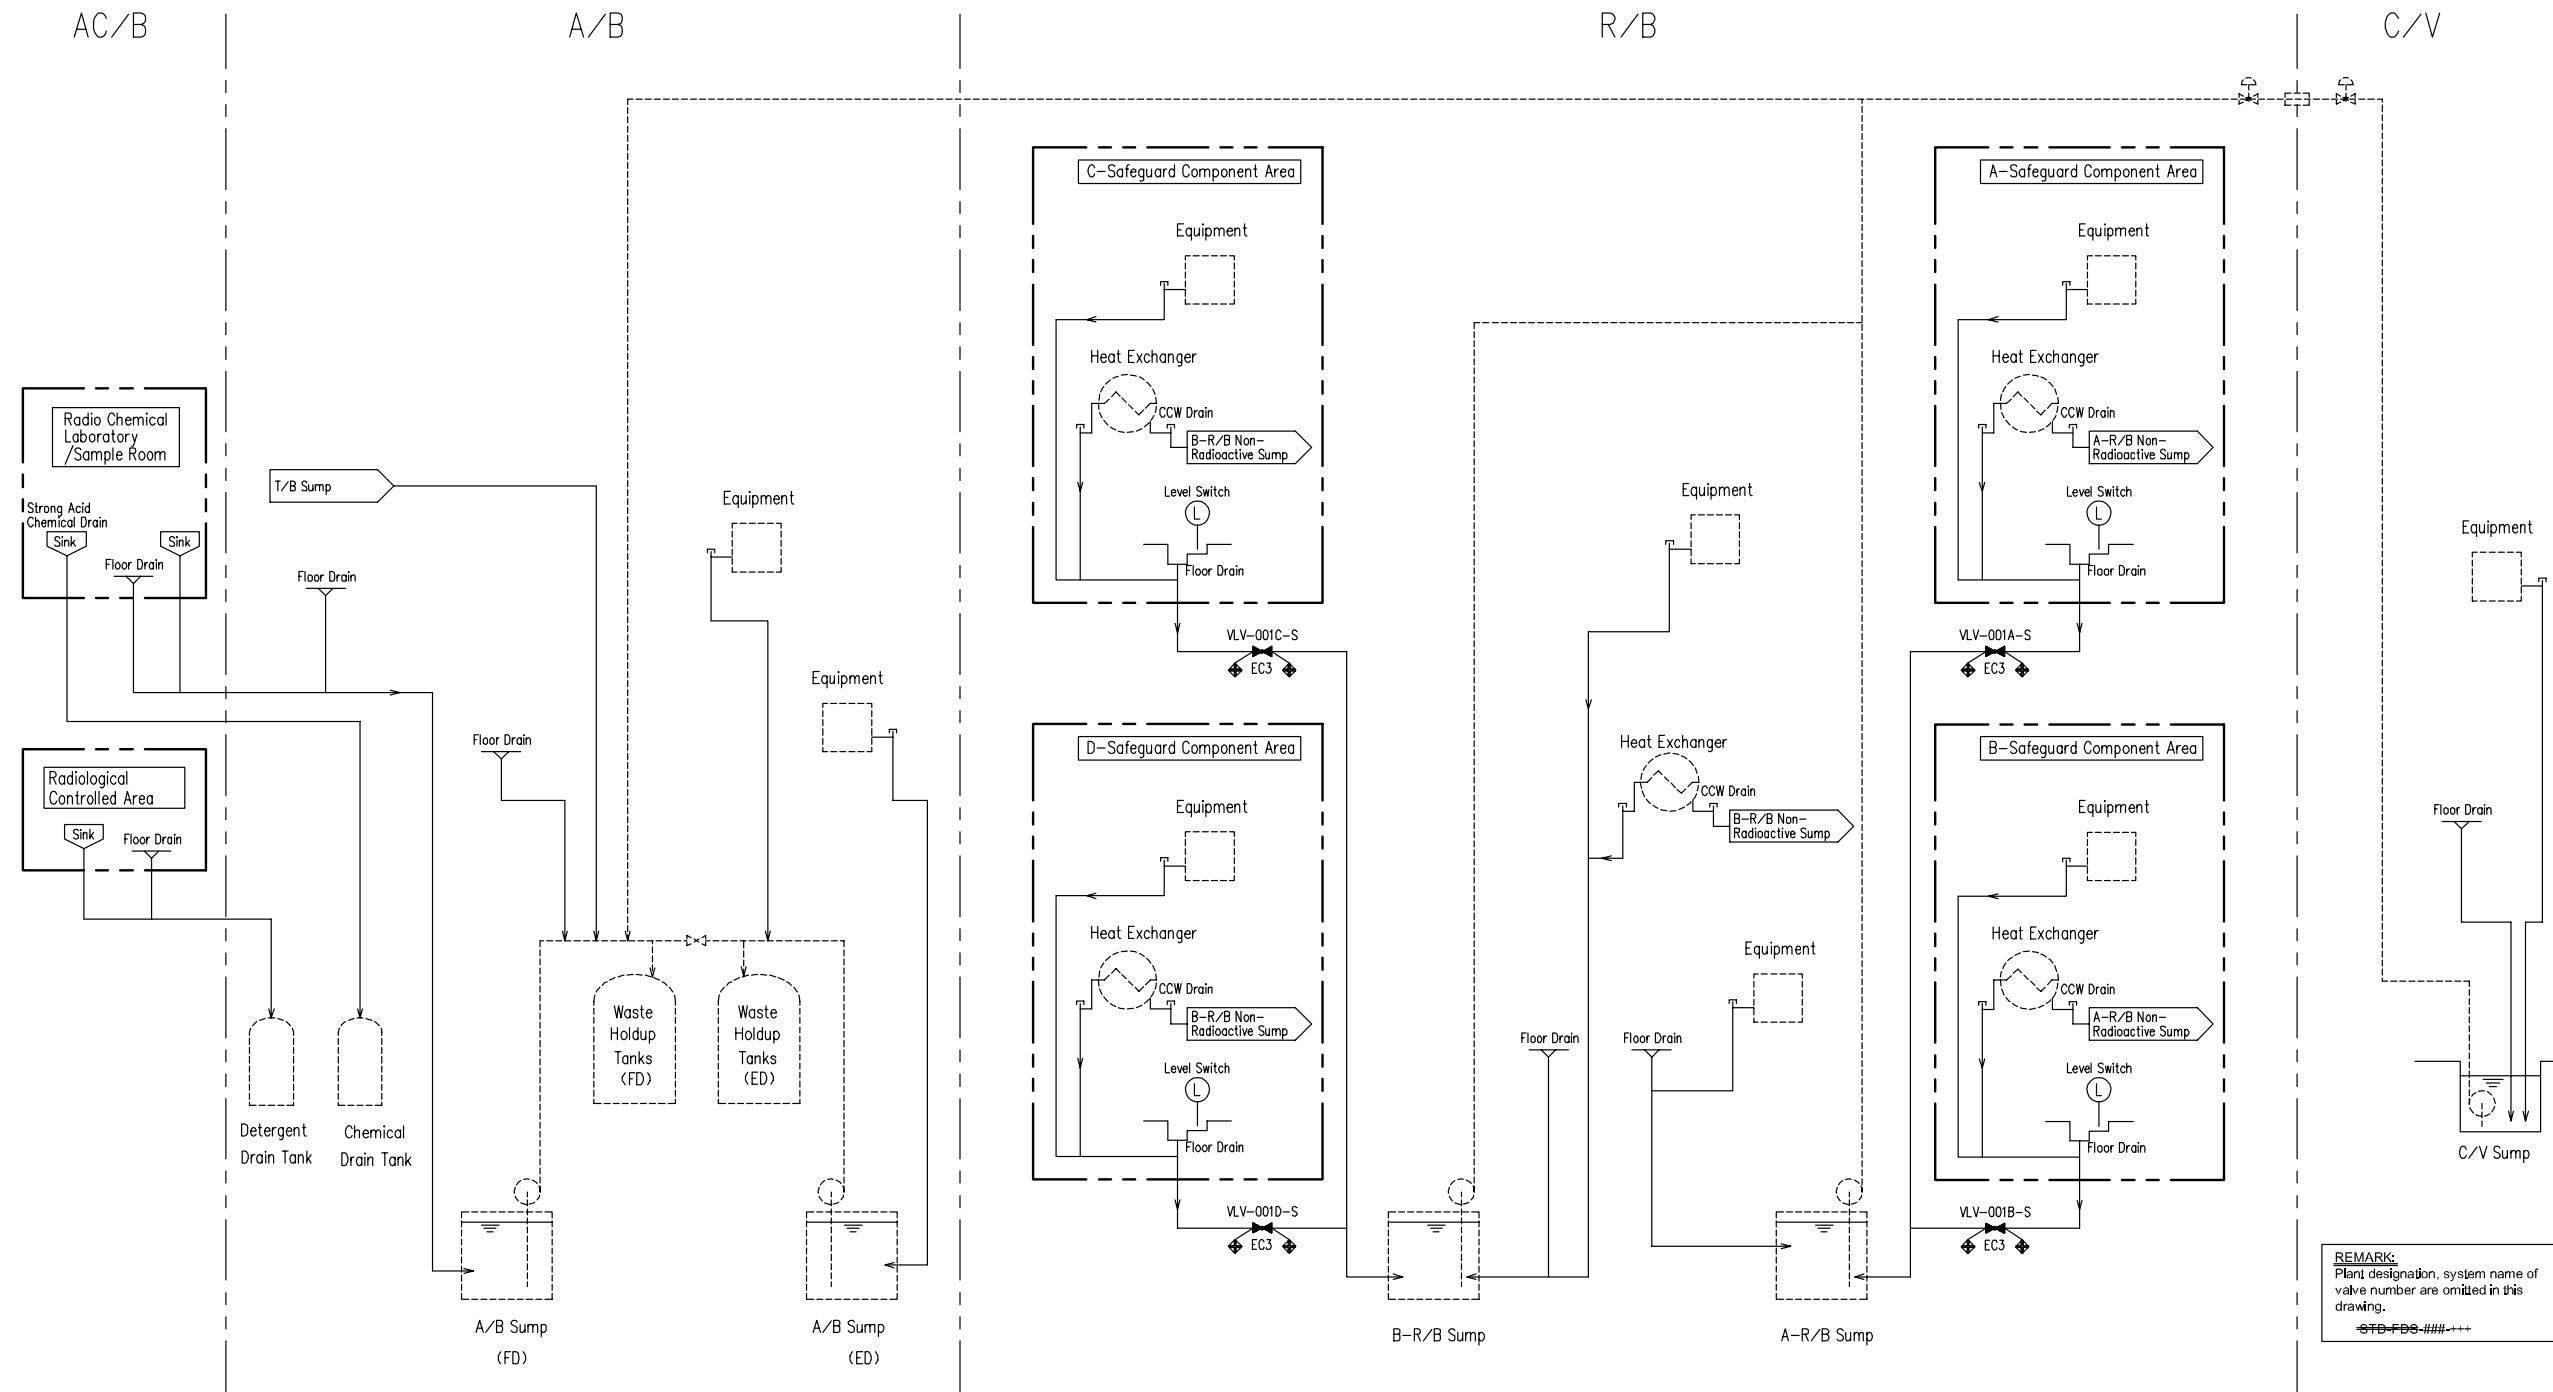 AC/B
A/B
R/B
C/V
Radio Chemical
Laboratory
/Sample Room
Strong Acid
Chemical Drain
Sink
Sink
Floor Drain
Radiological
Controlled Area
Sink
Floor Drain
T/B Sump
Floor Drain
Floor Drain
Equipment
Equipment
Detergent
Drain Tank
Chemical
Drain Tank
Waste
Holdup
Tanks
(FD)
Waste
Holdup
Tanks
(ED)
A/B Sump
(FD)
A/B Sump
(ED)
C-Safeguard Component Area
Equipment
Heat Exchanger
CCW Drain
B-R/B Non-
Radioactive Sump
Level Switch
L
Floor Drain
VLV-001C-S
EC3
D-Safeguard Component Area
Equipment
Heat Exchanger
CCW Drain
B-R/B Non-
Radioactive Sump
Level Switch
L
Floor Drain
VLV-001D-S
EC3
Equipment
Heat Exchanger
CCW Drain
B-R/B Non-
Radioactive Sump
Equipment
Floor Drain
Floor Drain
B-R/B Sump
A-R/B Sump
A-Safeguard Component Area
Equipment
Heat Exchanger
CCW Drain
A-R/B Non-
Radioactive Sump
Level Switch
L
Floor Drain
VLV-001A-S
EC3
B-Safeguard Component Area
Equipment
Heat Exchanger
CCW Drain
A-R/B Non-
Radioactive Sump
Level Switch
L
Floor Drain
VLV-001B-S
EC3
Equipment
Floor Drain
C/V Sump
REMARK:
Plant designation, system name of
valve number are omitted in this
drawing.
STD-FDS-###-+++